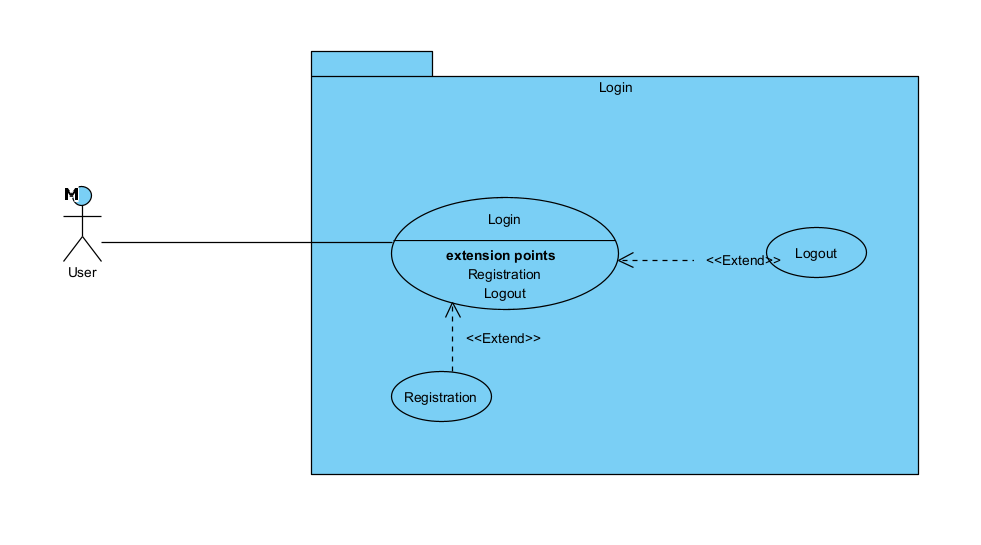 Login
M
User
Login
extension points
Registration
Logout
<<Extend>>
Logout
<<Extend>>
Registration